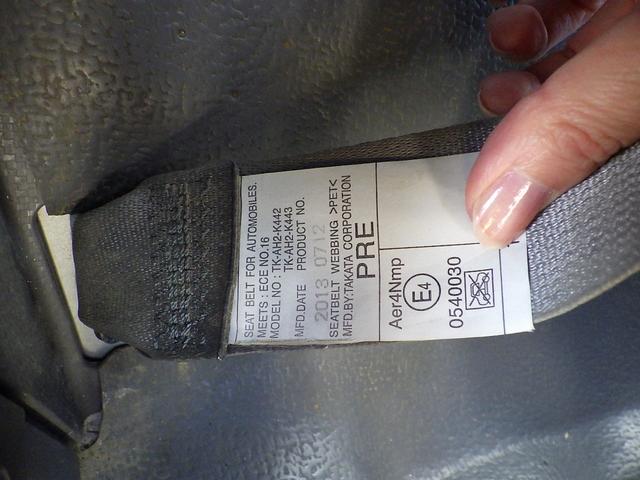 SEAT BELT FOR AUTOMOBILES.
MEETS : ECE NO.16
MODEL NO : TK-AH2-K442
TK-AH2-K443
MFD.DATE PRODUCT NO.
2013 07/12
SEATBELT WEBBING >PET<
MFD.BY:TAKATA CORPORATION
PRE
Aer4Nmp
E4
0540030